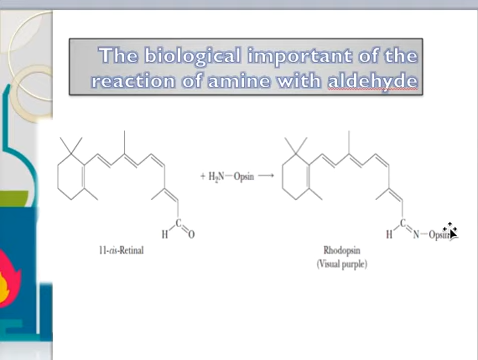 The biological important of the
reaction of amine with aldehyde
+ H₂N—Opsin
H C O
H C N—Opsin
11-cis-Retinal
Rhodopsin
(Visual purple)